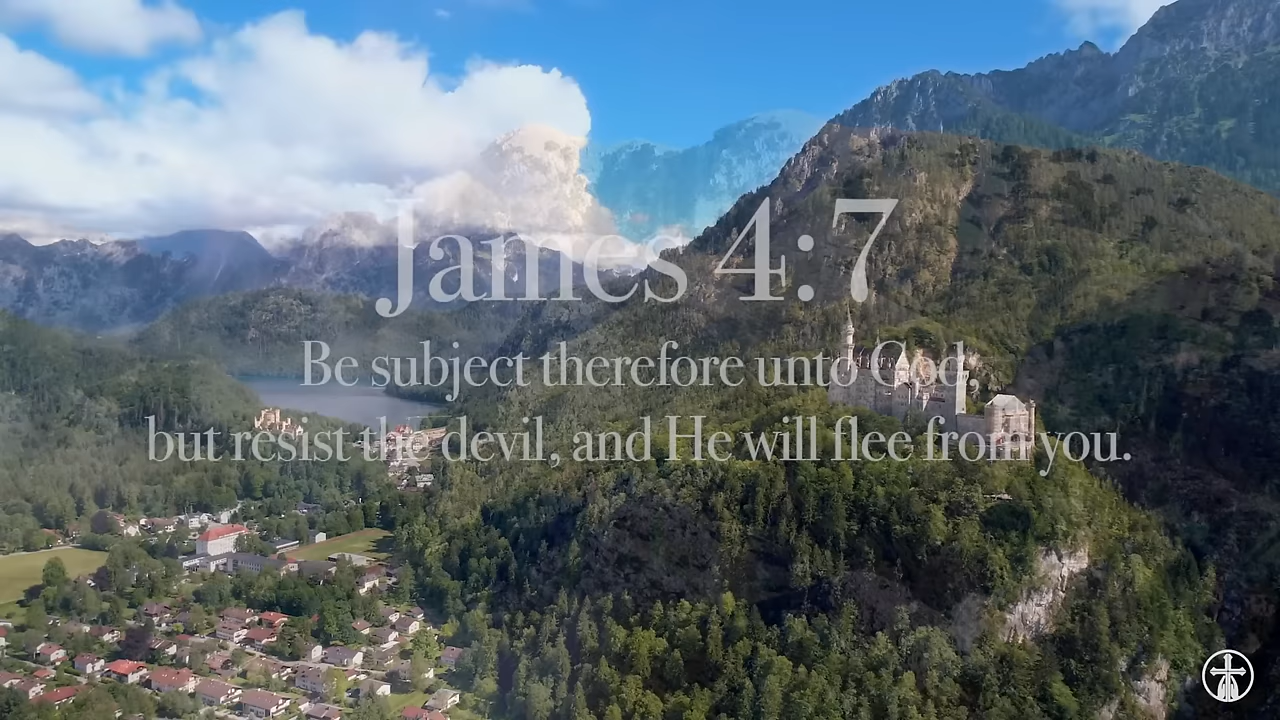 James 4:7
Be subject therefore unto God,
but resist the devil, and He will flee from you.